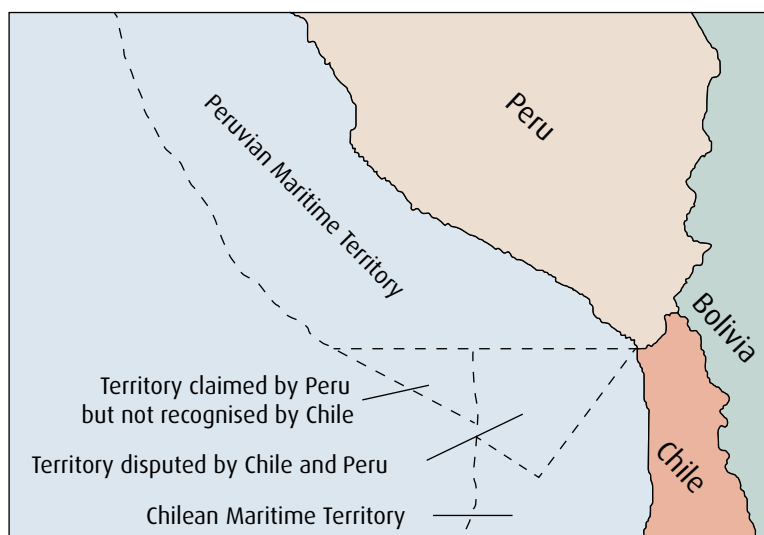 Peru
Peruvian Maritime Territory
Bolivia
Territory claimed by Peru
but not recognised by Chile
Territory disputed by Chile and Peru
Chile
Chilean Maritime Territory